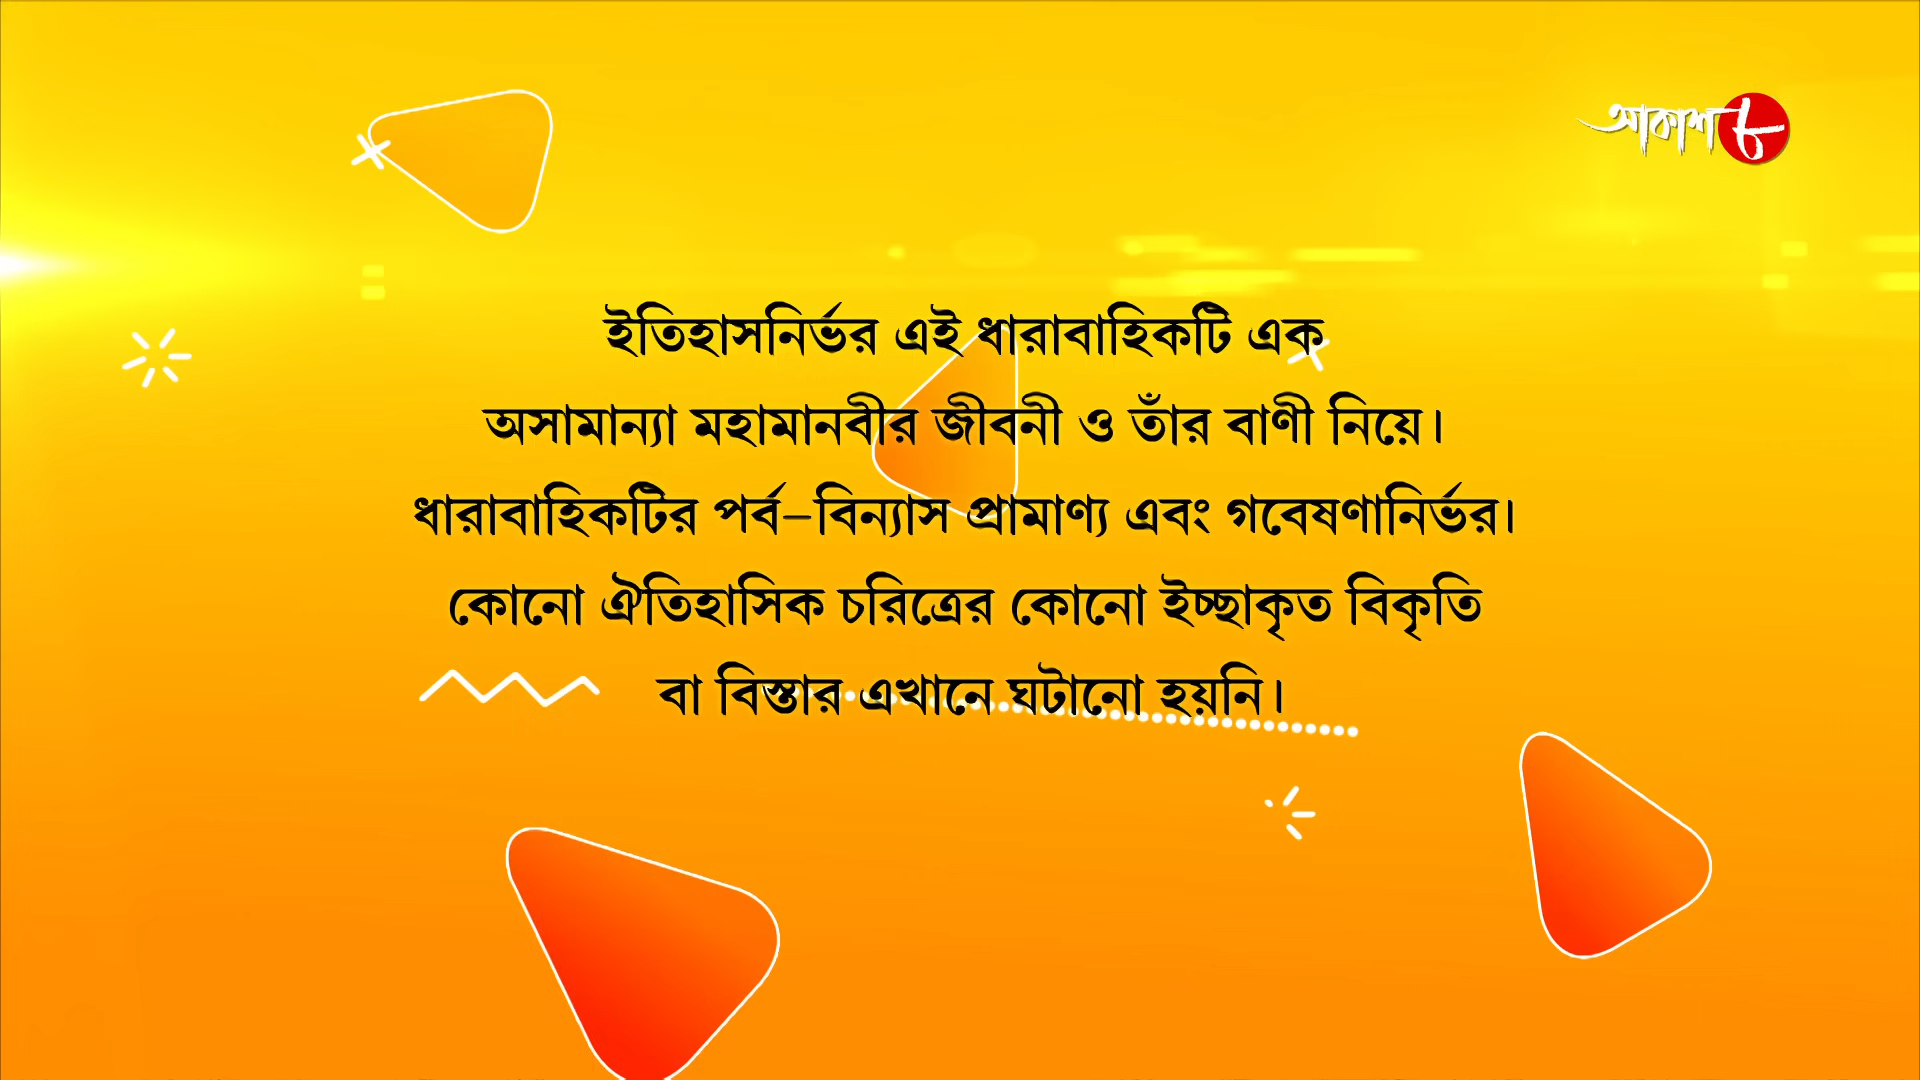 আকাশ ৮
ইতিহাসনির্ভর এই ধারাবাহিকটি এক
অসামান্যা মহামানবীর জীবনী ও তাঁর বাণী নিয়ে।
ধারাবাহিকটির পর্ব–বিন্যাস প্রামাণ্য এবং গবেষণানির্ভর।
কোনো ঐতিহাসিক চরিত্রের কোনো ইচ্ছাকৃত বিকৃতি
বা বিস্তার এখানে ঘটানো হয়নি।